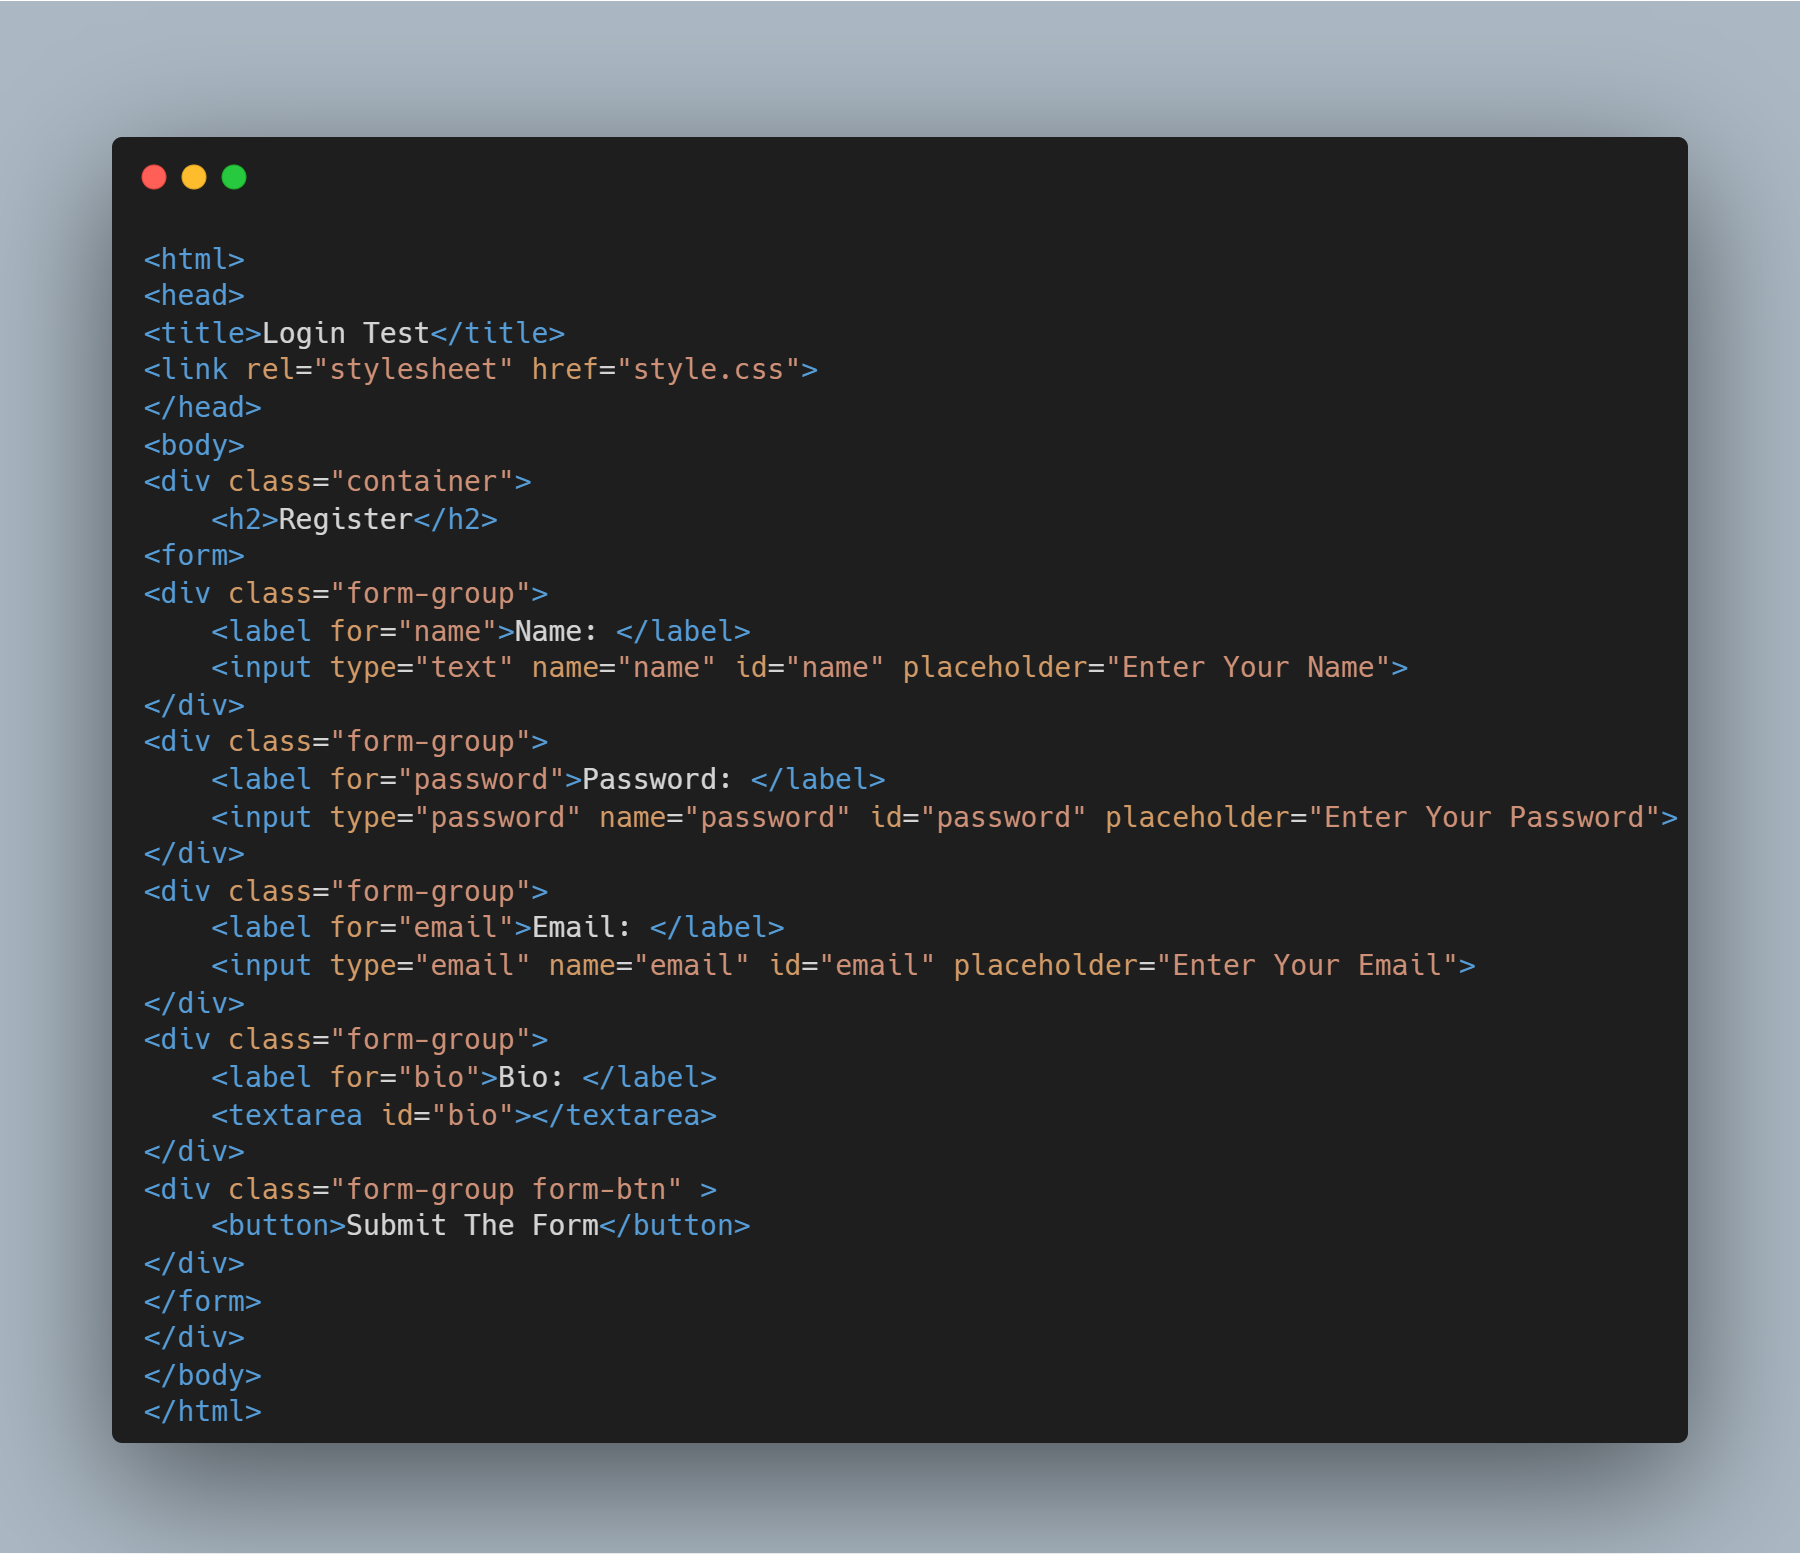 <html>
<head>
<title>Login Test</title>
<link rel="stylesheet" href="style.css">
</head>
<body>
<div class="container">
    <h2>Register</h2>
<form>
<div class="form-group">
    <label for="name">Name: </label>
    <input type="text" name="name" id="name" placeholder="Enter Your Name">
</div>
<div class="form-group">
    <label for="password">Password: </label>
    <input type="password" name="password" id="password" placeholder="Enter Your Password">
</div>
<div class="form-group">
    <label for="email">Email: </label>
    <input type="email" name="email" id="email" placeholder="Enter Your Email">
</div>
<div class="form-group">
    <label for="bio">Bio: </label>
    <textarea id="bio"></textarea>
</div>
<div class="form-group form-btn" >
    <button>Submit The Form</button>
</div>
</form>
</div>
</body>
</html>